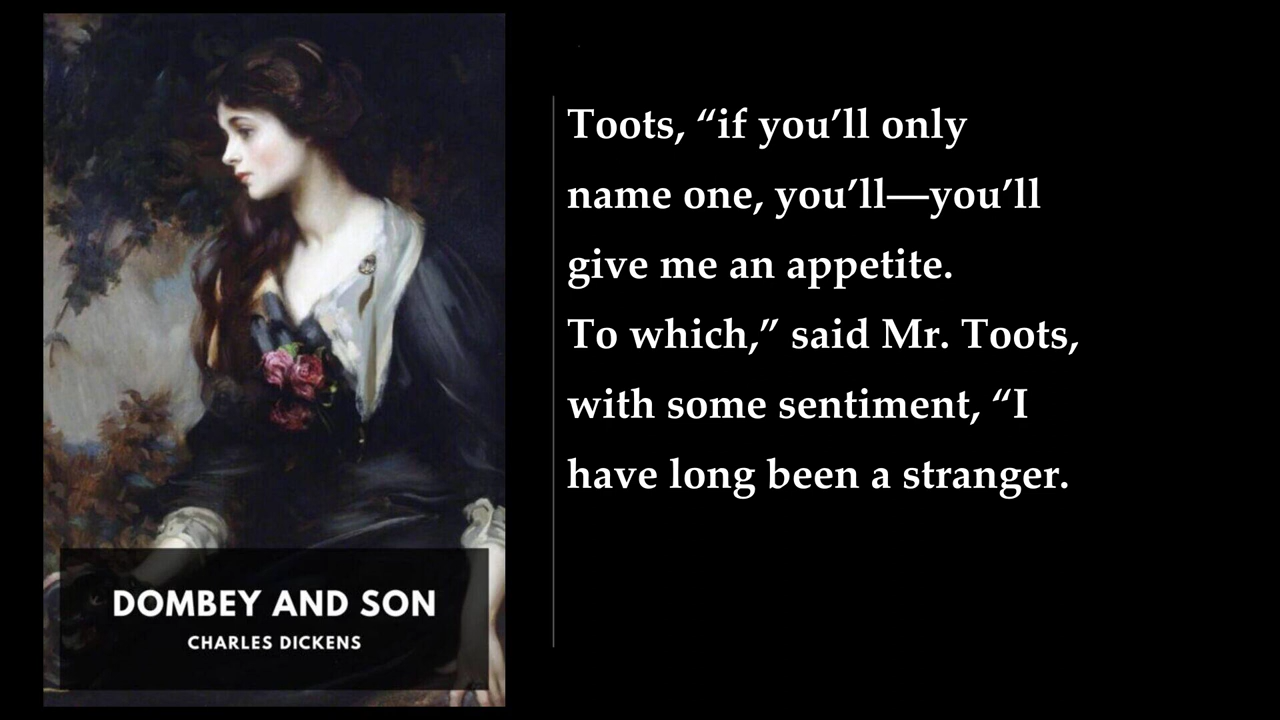 DOMBEY AND SON
CHARLES DICKENS
Toots, “if you’ll only
name one, you’ll—you’ll
give me an appetite.
To which,” said Mr. Toots,
with some sentiment, “I
have long been a stranger.